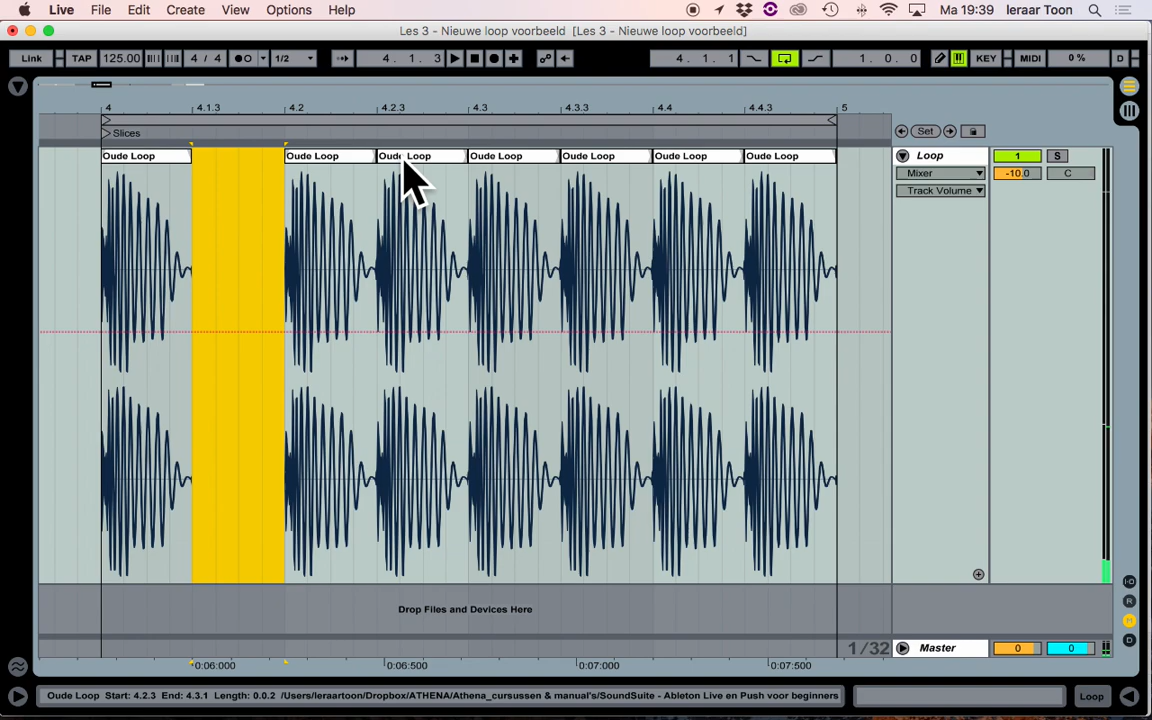 Live File Edit Create View Options Help Ma 19:39 leraar Toon
Les 3 - Nieuwe loop voorbeeld [Les 3 - Nieuwe loop voorbeeld]
Link TAP 125.00 4 / 4 1/2 4. 1. 3 4. 1. 1 1. 0. 0 KEY MIDI 0 % D
4 4.1.3 4.2 4.2.3 4.3 4.3.3 4.4 4.4.3 5
Slices Set
Oude Loop Oude Loop Oude Loop Oude Loop Oude Loop Oude Loop Oude Loop Loop 1 S
Mixer -10.0 C
Track Volume
I-O
R
M
D
Drop Files and Devices Here
1/32 Master 0 0
0:06:000 0:06:500 0:07:000 0:07:500
Oude Loop Start: 4.2.3 End: 4.3.1 Length: 0.0.2 /Users/leraartoon/Dropbox/ATHENA/Athena_cursussen & manual's/SoundSuite - Ableton Live en Push voor beginners Loop